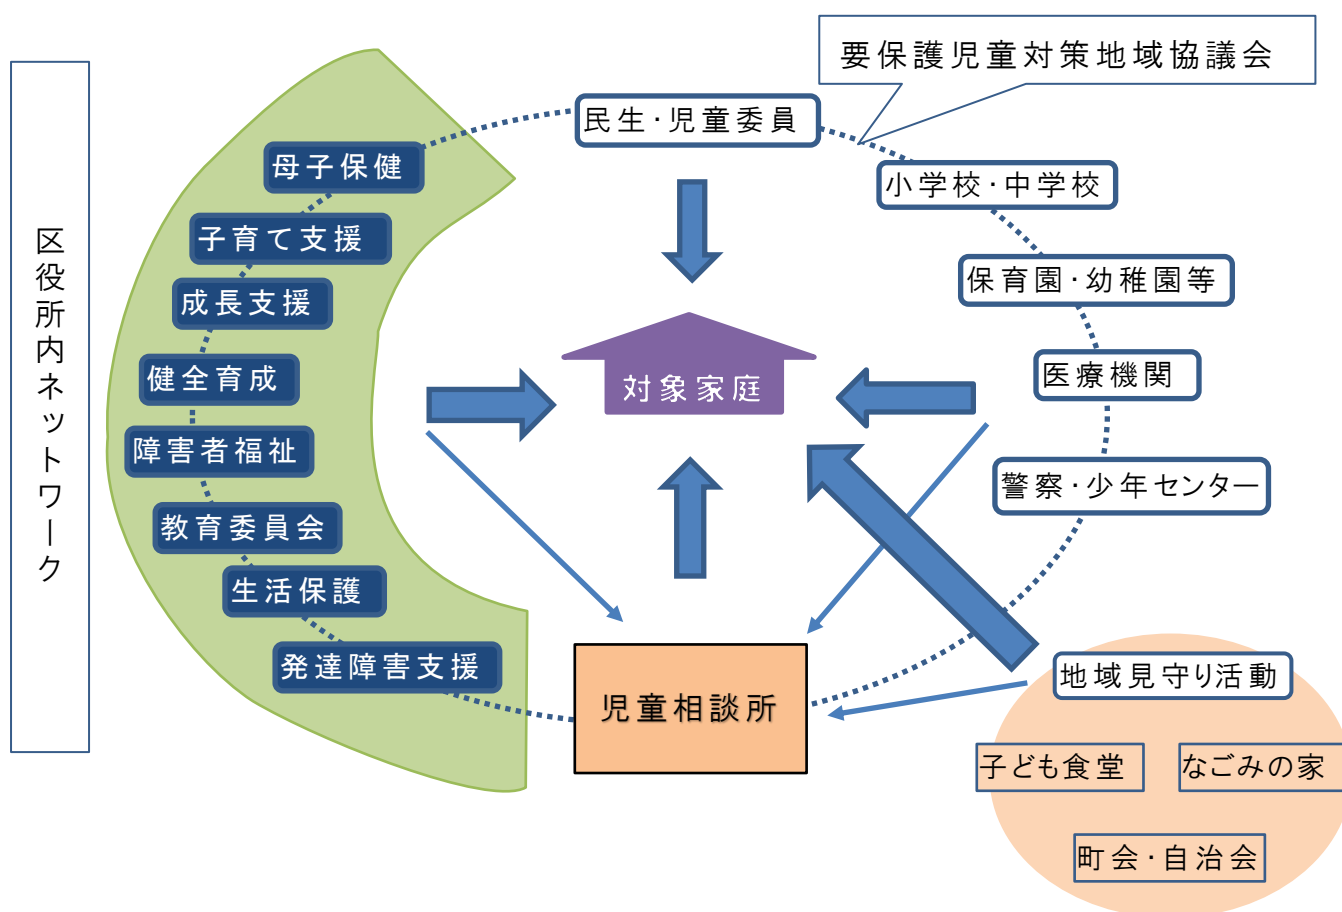 要保護児童対策地域協議会
民生・児童委員
母子保健
小学校・中学校
子育て支援
保育園・幼稚園等
成長支援
区役所内ネットワーク
健全育成
対象家庭
医療機関
障害者福祉
警察・少年センター
教育委員会
生活保護
発達障害支援
児童相談所
地域見守り活動
子ども食堂
なごみの家
町会・自治会